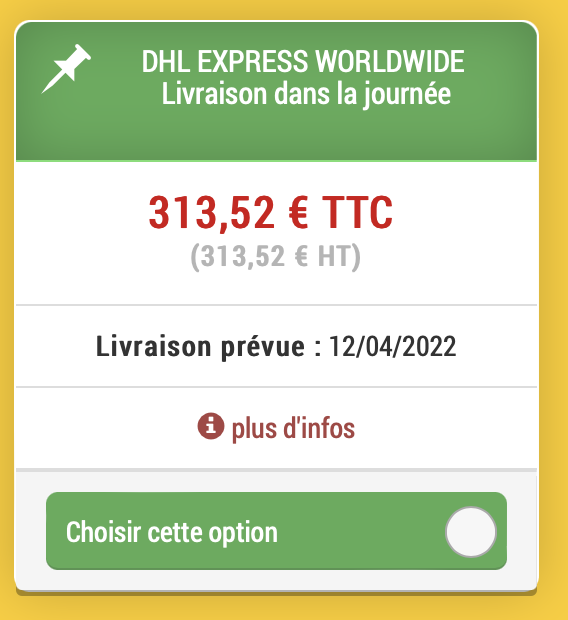 DHL EXPRESS WORLDWIDE
Livraison dans la journée
313,52 € TTC
(313,52 € HT)
Livraison prévue : 12/04/2022
plus d'infos
Choisir cette option